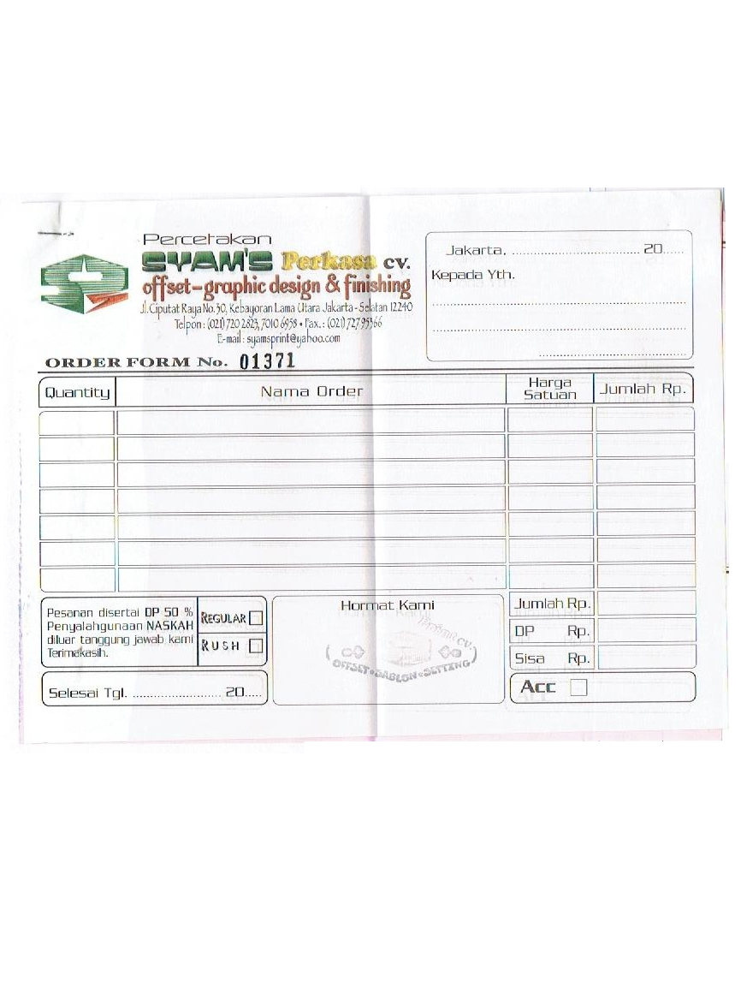 Percetakan
SYAM'S Perkasa cv.
offset-graphic design & finishing
Jl. Ciputat Raya No. 30, Kebayoran Lama Utara Jakarta - Selatan 12240
Telpon : (021) 720 2823, 7010 6958 • Fax. : (021) 727 95366
E-mail : syamsprint@yahoo.com
Jakarta, .................................... 20......
Kepada Yth.
ORDER FORM No. 01371
Quantity Nama Order Harga Satuan Jumlah Rp.
Pesanan disertai DP 50 %
Penyalahgunaan NASKAH
diluar tanggung jawab kami
Terimakasih.
REGULAR
RUSH
Selesai Tgl. ......................... 20.....
Hormat Kami
CV.
OFFSET • SABLON • SETTING
Jumlah Rp.
DP Rp.
Sisa Rp.
Acc